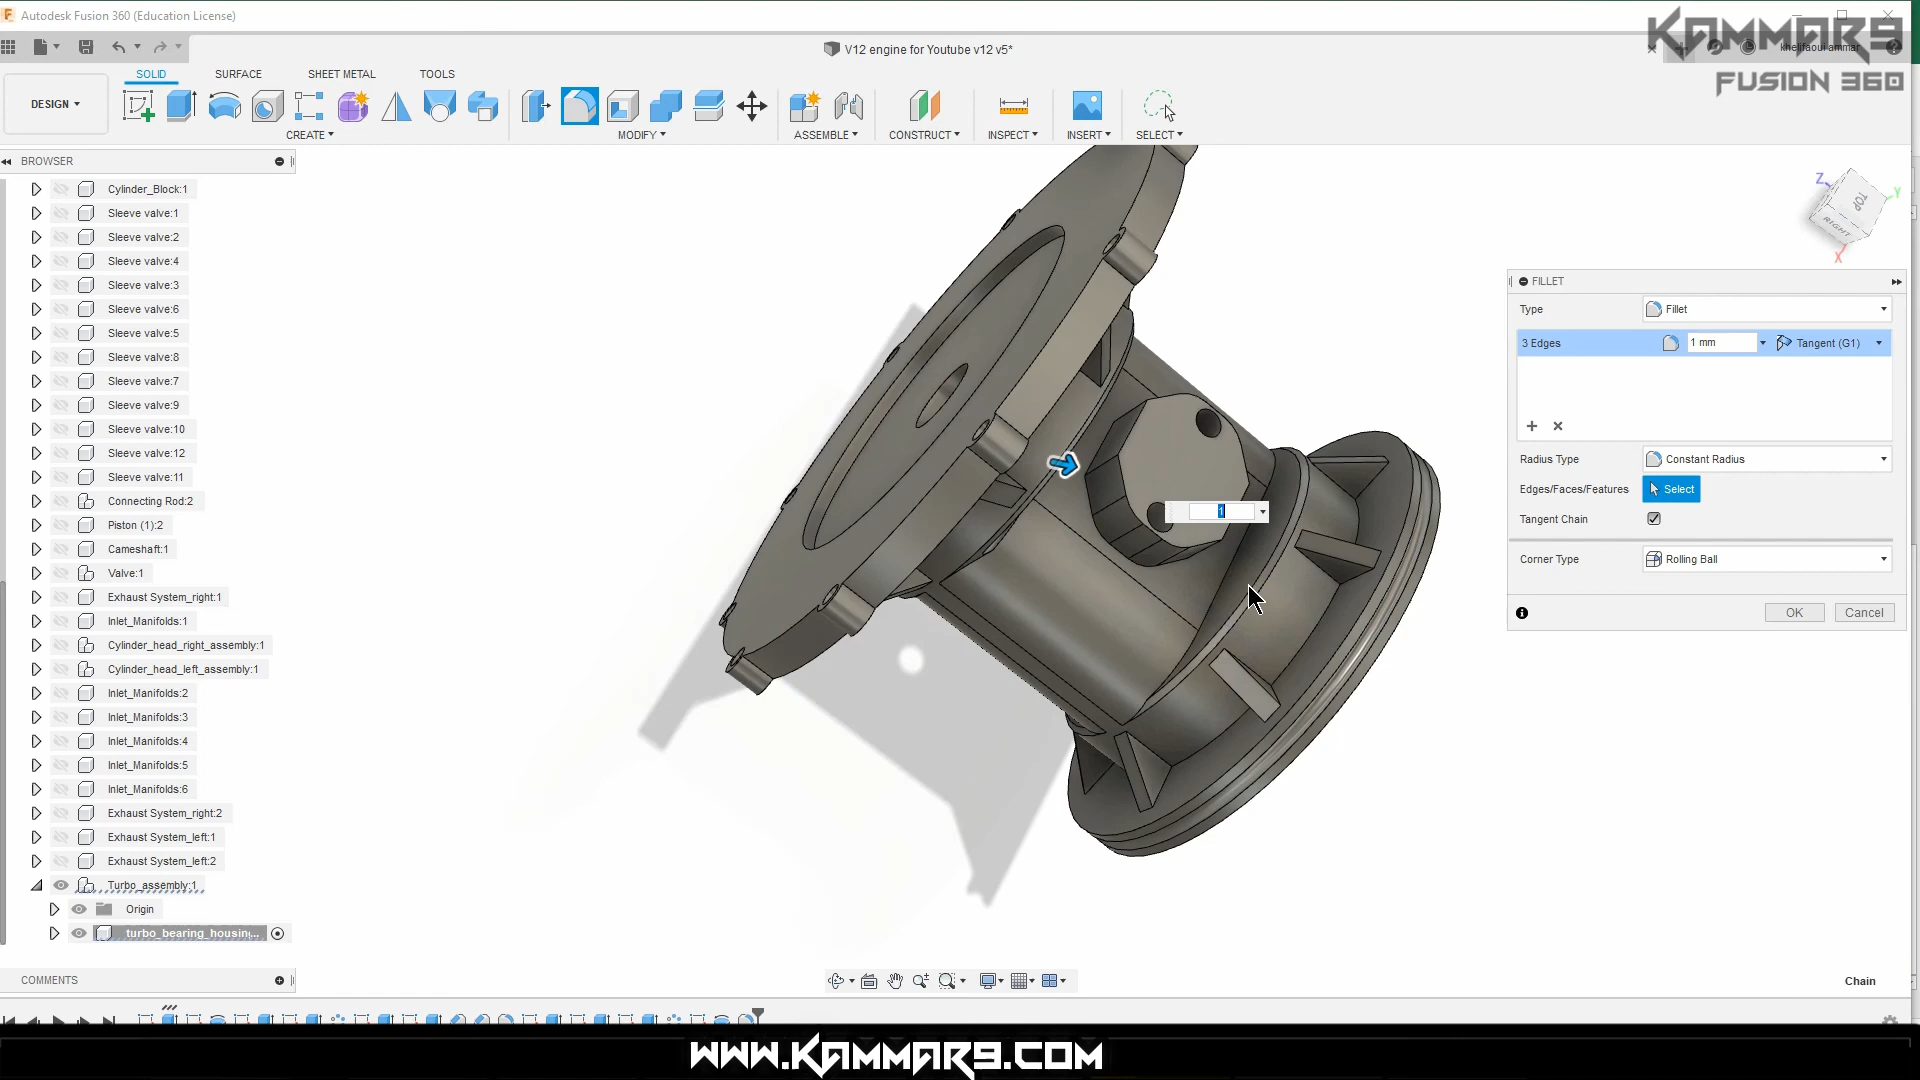 Autodesk Fusion 360 (Education License)
KAMMAR9
FUSION 360
V12 engine for Youtube v12 v5*
khelifaoui ammar
DESIGN
SOLID
SURFACE
SHEET METAL
TOOLS
CREATE
MODIFY
ASSEMBLE
CONSTRUCT
INSPECT
INSERT
SELECT
BROWSER
Cylinder_Block:1
Sleeve valve:1
Sleeve valve:2
Sleeve valve:4
Sleeve valve:3
Sleeve valve:6
Sleeve valve:5
Sleeve valve:8
Sleeve valve:7
Sleeve valve:9
Sleeve valve:10
Sleeve valve:12
Sleeve valve:11
Connecting Rod:2
Piston (1):2
Cameshaft:1
Valve:1
Exhaust System_right:1
Inlet_Manifolds:1
Cylinder_head_right_assembly:1
Cylinder_head_left_assembly:1
Inlet_Manifolds:2
Inlet_Manifolds:3
Inlet_Manifolds:4
Inlet_Manifolds:5
Inlet_Manifolds:6
Exhaust System_right:2
Exhaust System_left:1
Exhaust System_left:2
Turbo_assembly:1
Origin
turbo_bearing_housing...
COMMENTS
Z
Y
X
TOP
RIGHT
FILLET
Type
Fillet
3 Edges
1 mm
Tangent (G1)
Radius Type
Constant Radius
Edges/Faces/Features
Select
Tangent Chain
Corner Type
Rolling Ball
OK
Cancel
1
Chain
WWW.KAMMAR9.COM